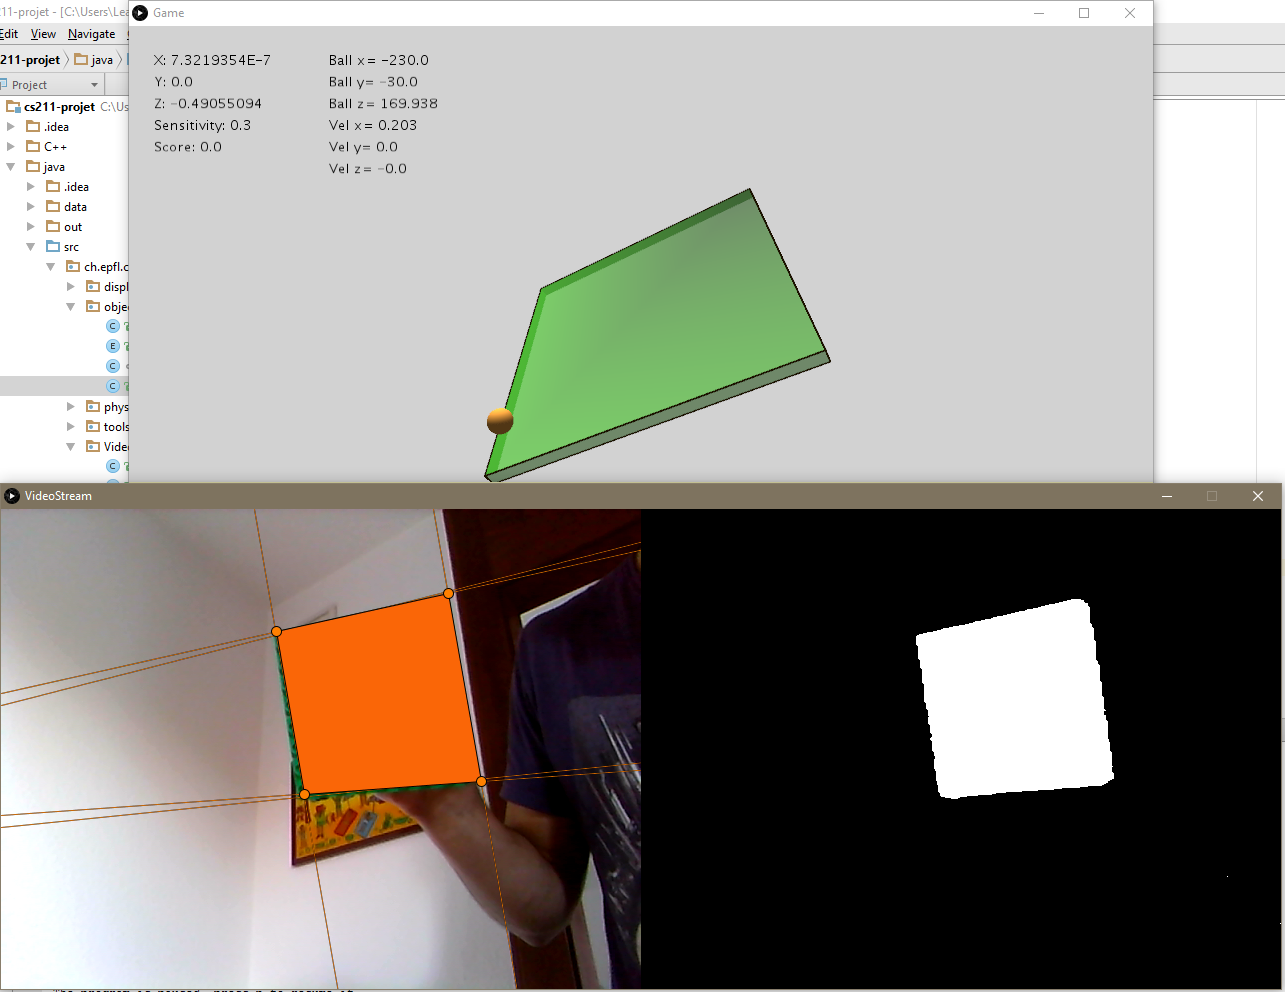 211-projet - [C:\Users\Lea
Game
Edit View Navigate
211-projet java
Project
cs211-projet C:\Us
.idea
C++
java
.idea
data
out
src
ch.epfl.c
displ
obje
C
E
C
C
phys
tools
Vide
C
X: 7.3219354E-7
Y: 0.0
Z: -0.49055094
Sensitivity: 0.3
Score: 0.0
Ball x= -230.0
Ball y= -30.0
Ball z= 169.938
Vel x= 0.203
Vel y= 0.0
Vel z= -0.0
VideoStream